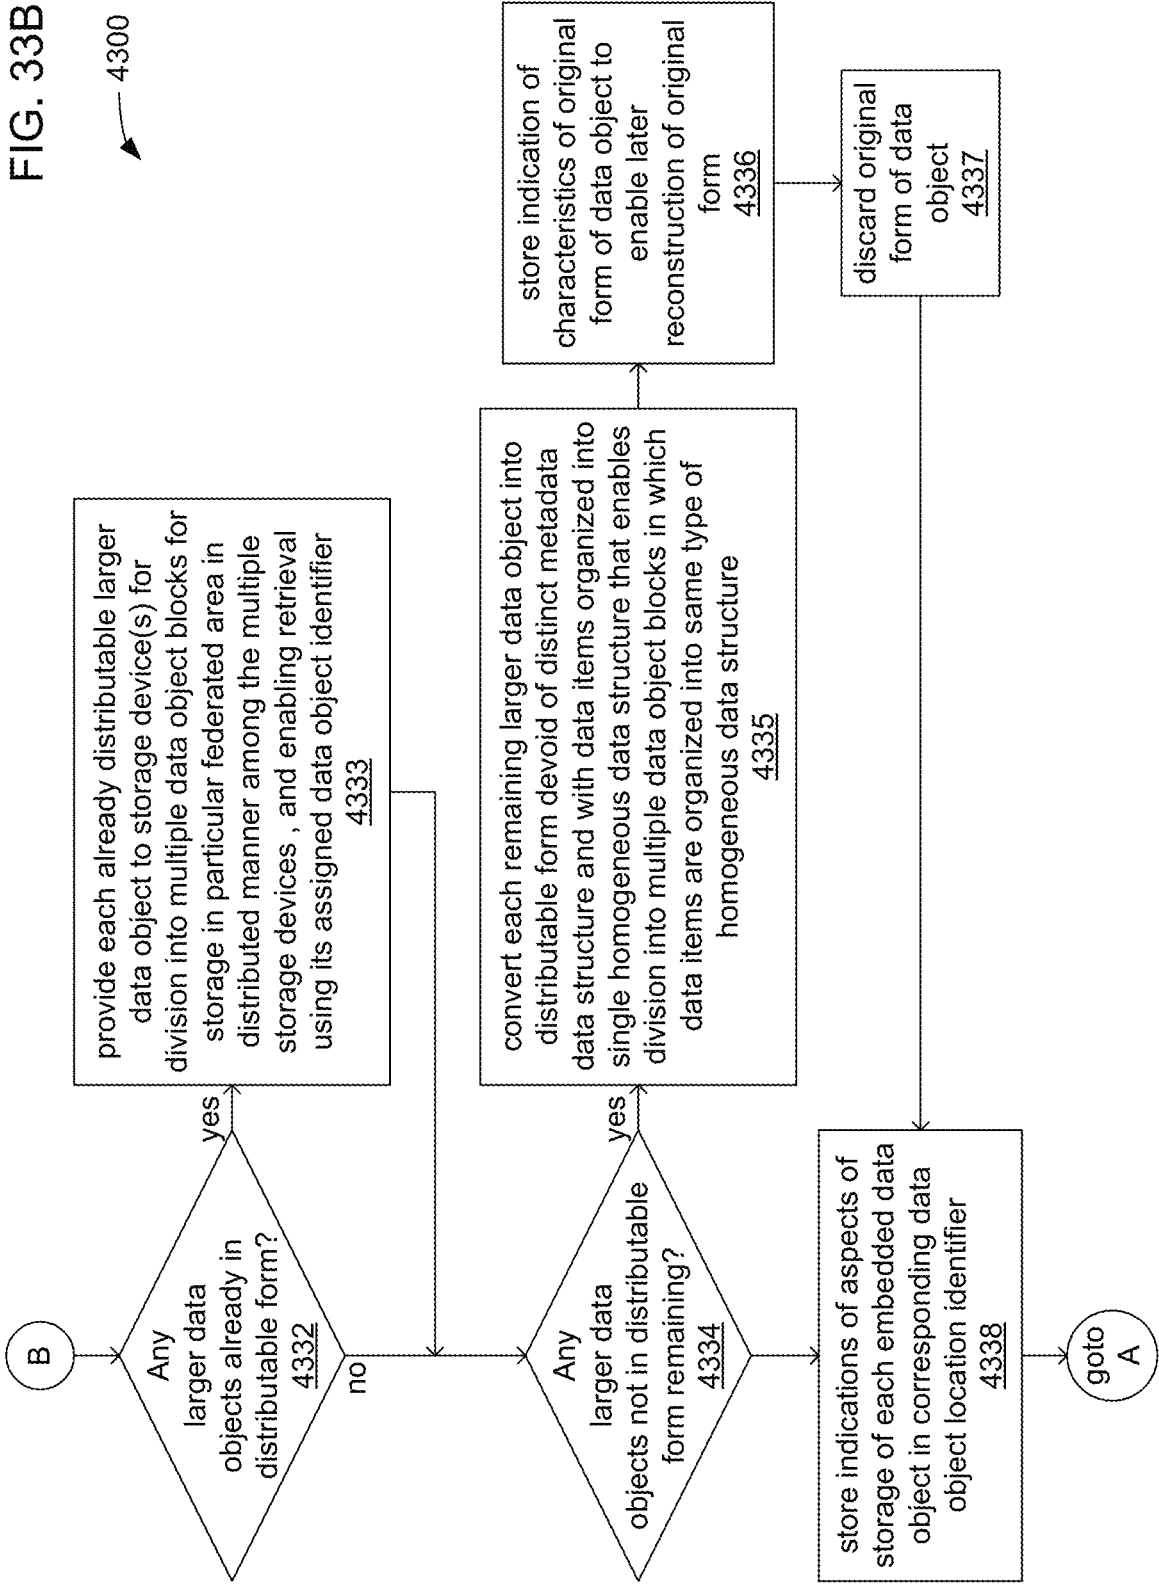 FIG. 33B
4300
B
Any
larger data
objects already in
distributable form?
4332
yes
no
provide each already distributable larger
data object to storage device(s) for
division into multiple data object blocks for
storage in particular federated area in
distributed manner among the multiple
storage devices , and enabling retrieval
using its assigned data object identifier
4333
Any
larger data
objects not in distributable
form remaining?
4334
yes
convert each remaining larger data object into
distributable form devoid of distinct metadata
data structure and with data items organized into
single homogeneous data structure that enables
division into multiple data object blocks in which
data items are organized into same type of
homogeneous data structure
4335
store indication of
characteristics of original
form of data object to
enable later
reconstruction of original
form
4336
discard original
form of data
object
4337
store indications of aspects of
storage of each embedded data
object in corresponding data
object location identifier
4338
goto
A